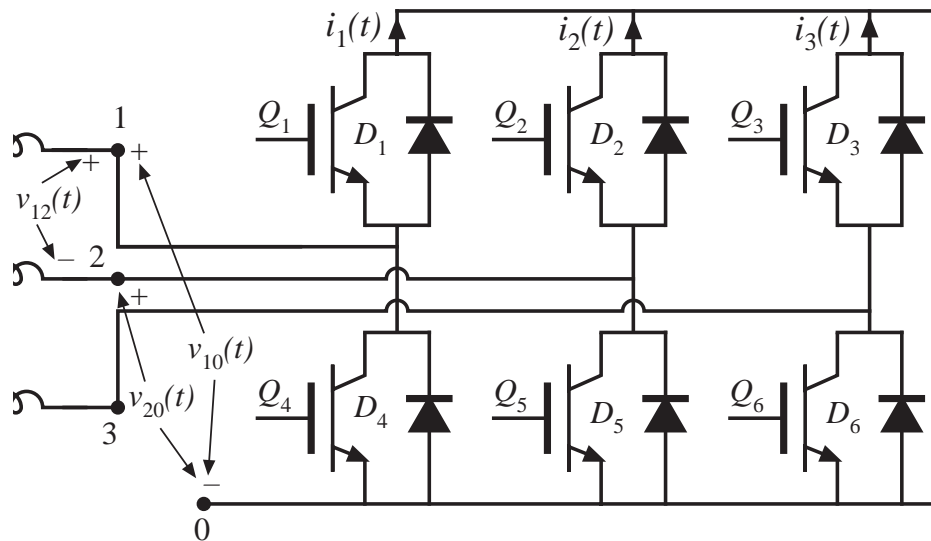 i1(t) i2(t) i3(t)
Q1 D1 Q2 D2 Q3 D3
1
+ +
v12(t)
− 2
+
v10(t)
v20(t)
Q4 D4 Q5 D5 Q6 D6
3
−
0